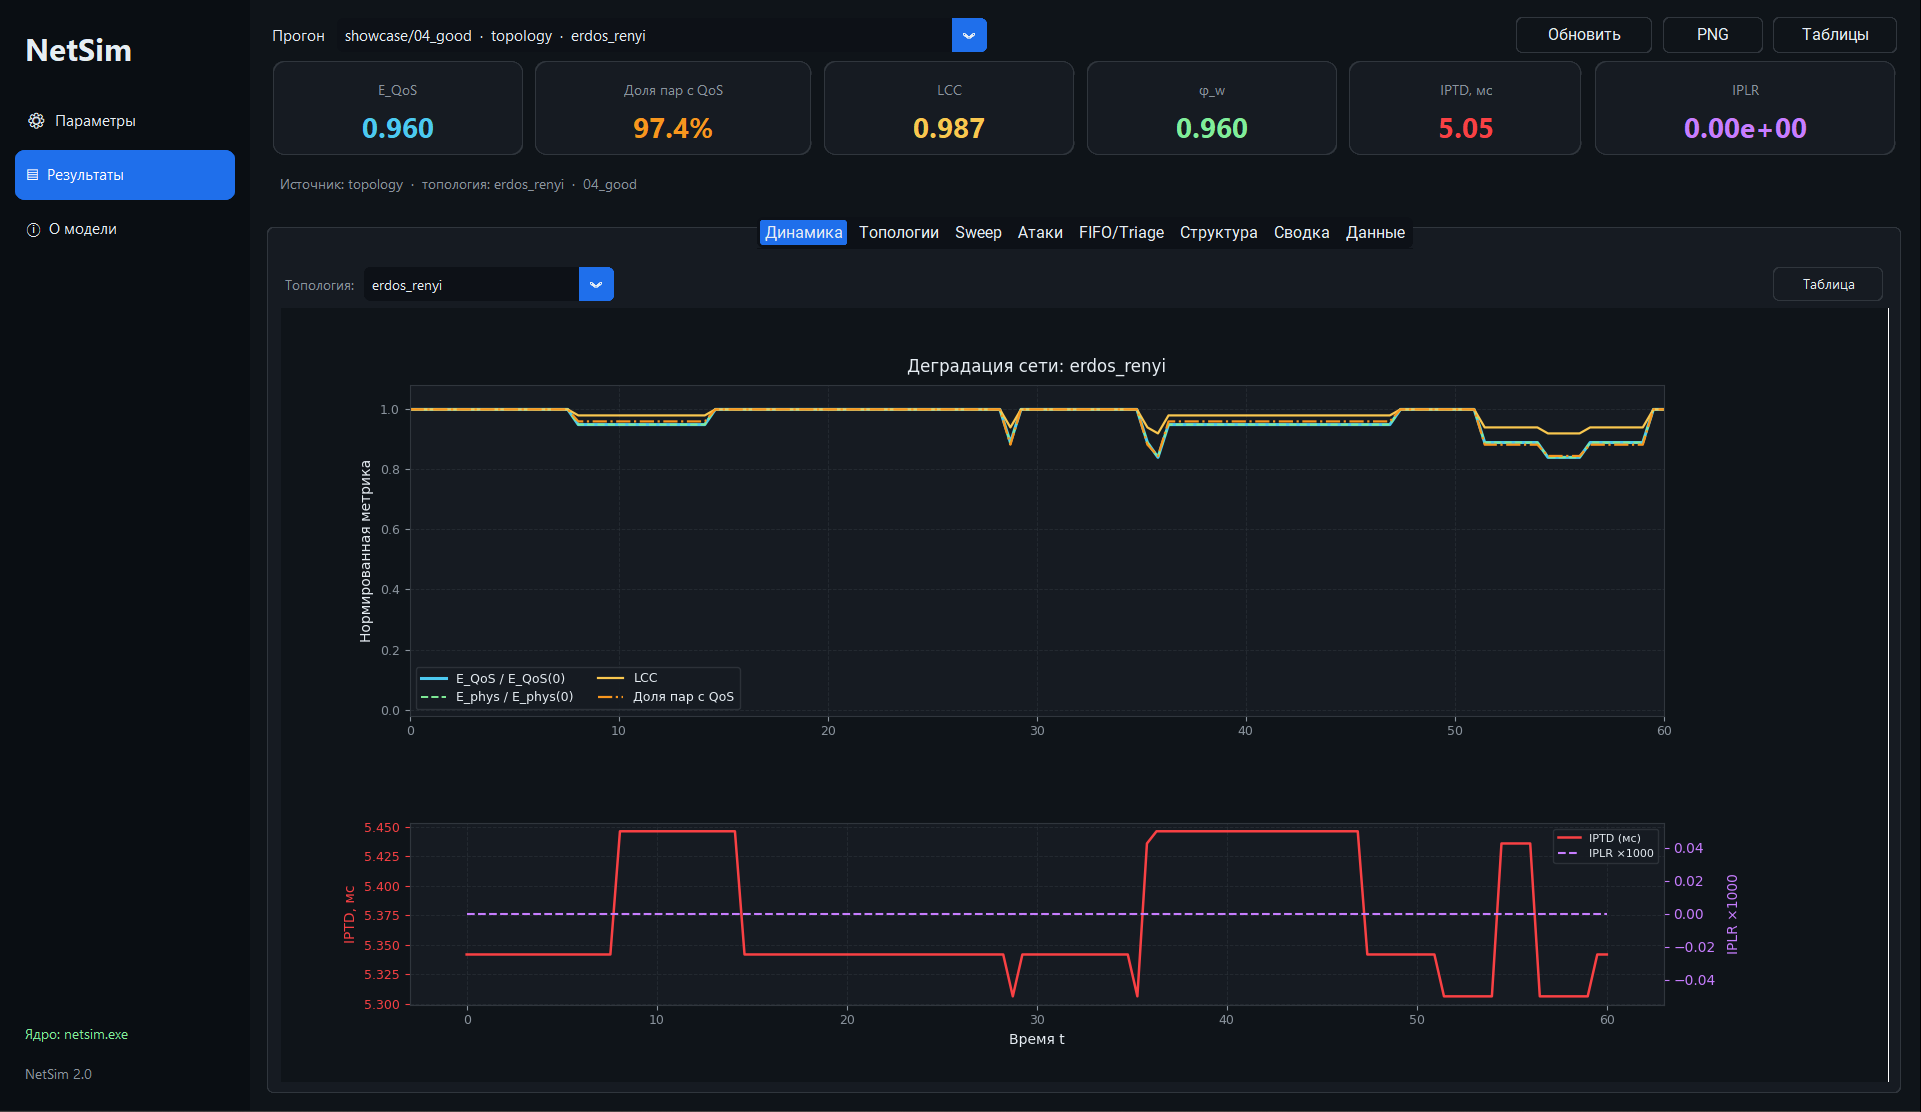 NetSim
Параметры
Результаты
О модели
Ядро: netsim.exe
NetSim 2.0
Прогон showcase/04_good · topology · erdos_renyi
Обновить PNG Таблицы
E_QoS
0.960
Доля пар с QoS
97.4%
LCC
0.987
φ_w
0.960
IPTD, мс
5.05
IPLR
0.00e+00
Источник: topology · топология: erdos_renyi · 04_good
Динамика Топологии Sweep Атаки FIFO/Triage Структура Сводка Данные
Топология: erdos_renyi
Таблица
Деградация сети: erdos_renyi
Нормированная метрика
1.0
0.8
0.6
0.4
0.2
0.0
E_QoS / E_QoS(0)
E_phys / E_phys(0)
LCC
Доля пар с QoS
0 10 20 30 40 50 60
IPTD, мс
5.450
5.425
5.400
5.375
5.350
5.325
5.300
IPTD (мс)
IPLR ×1000
0.04
0.02
0.00
−0.02
−0.04
IPLR ×1000
0 10 20 30 40 50 60
Время t